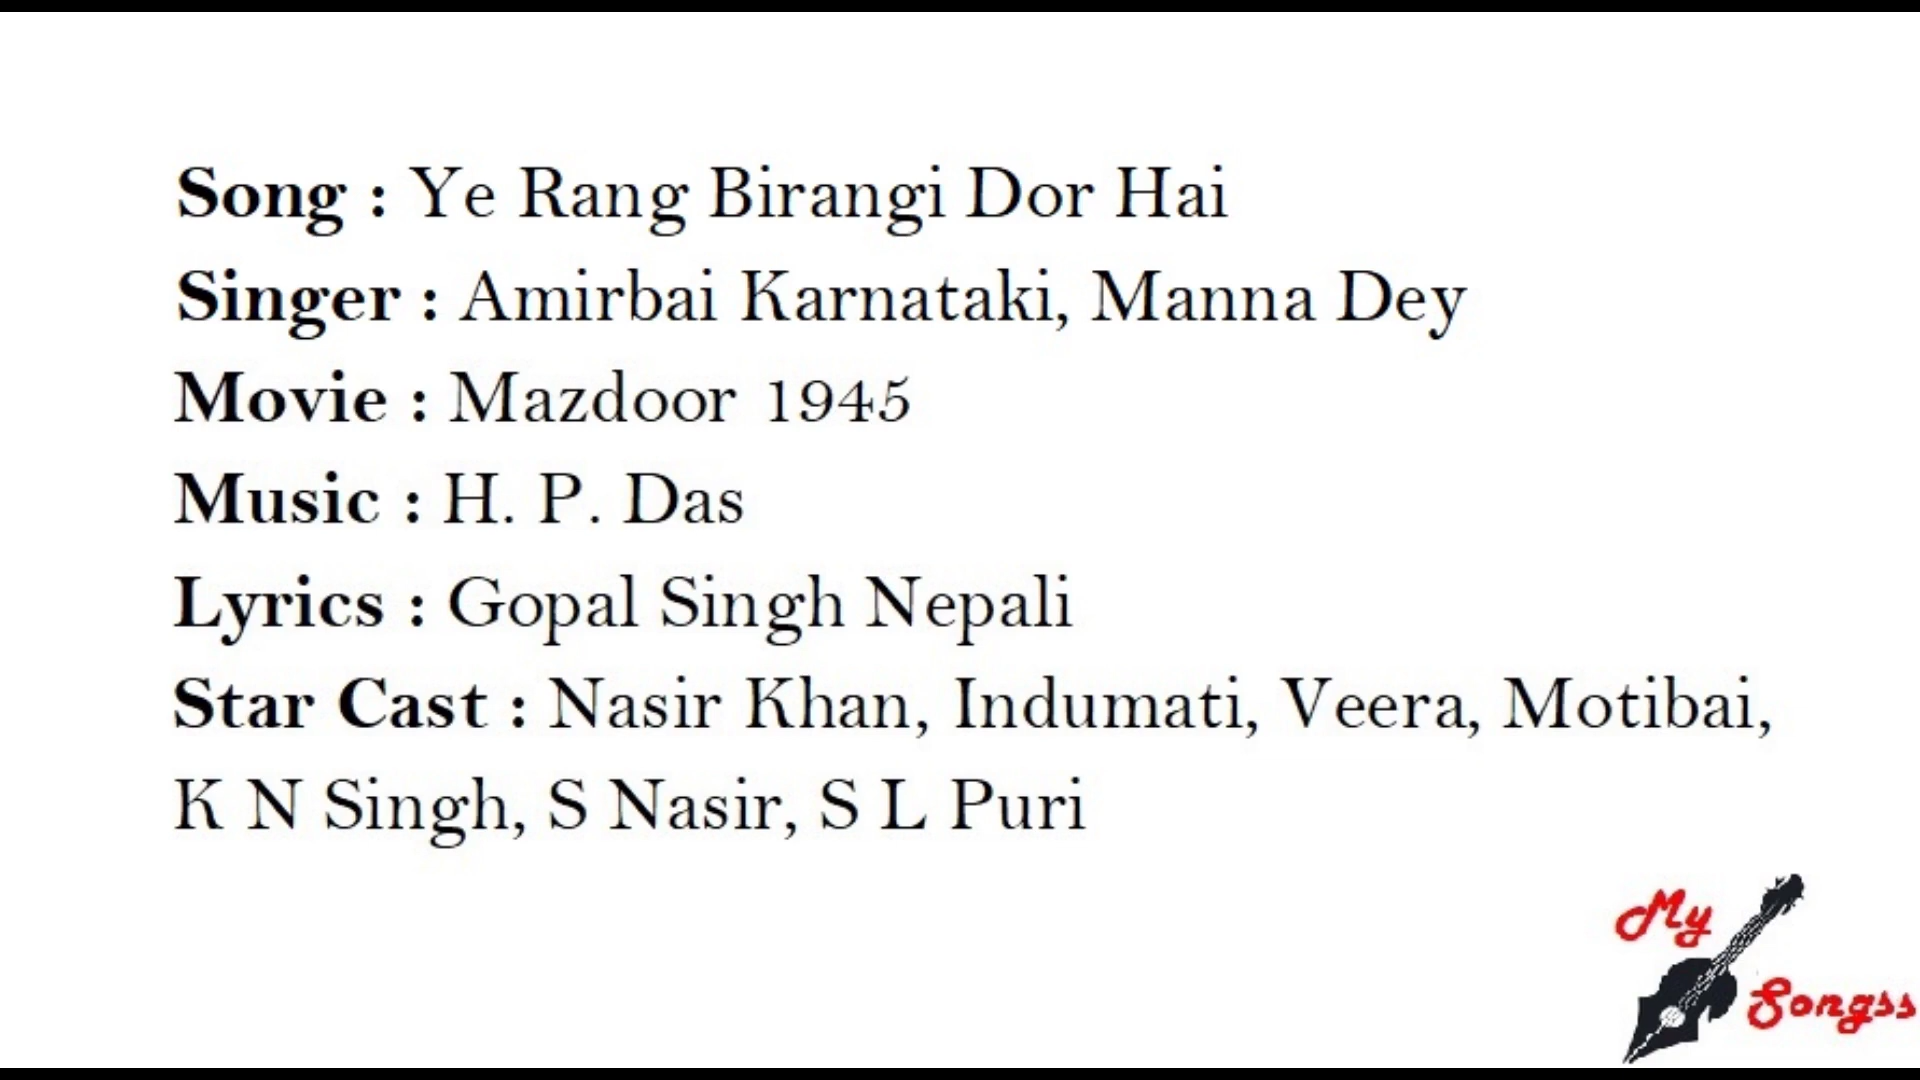 Song : Ye Rang Birangi Dor Hai
Singer : Amirbai Karnataki, Manna Dey
Movie : Mazdoor 1945
Music : H. P. Das
Lyrics : Gopal Singh Nepali
Star Cast : Nasir Khan, Indumati, Veera, Motibai,
K N Singh, S Nasir, S L Puri
My
Songss